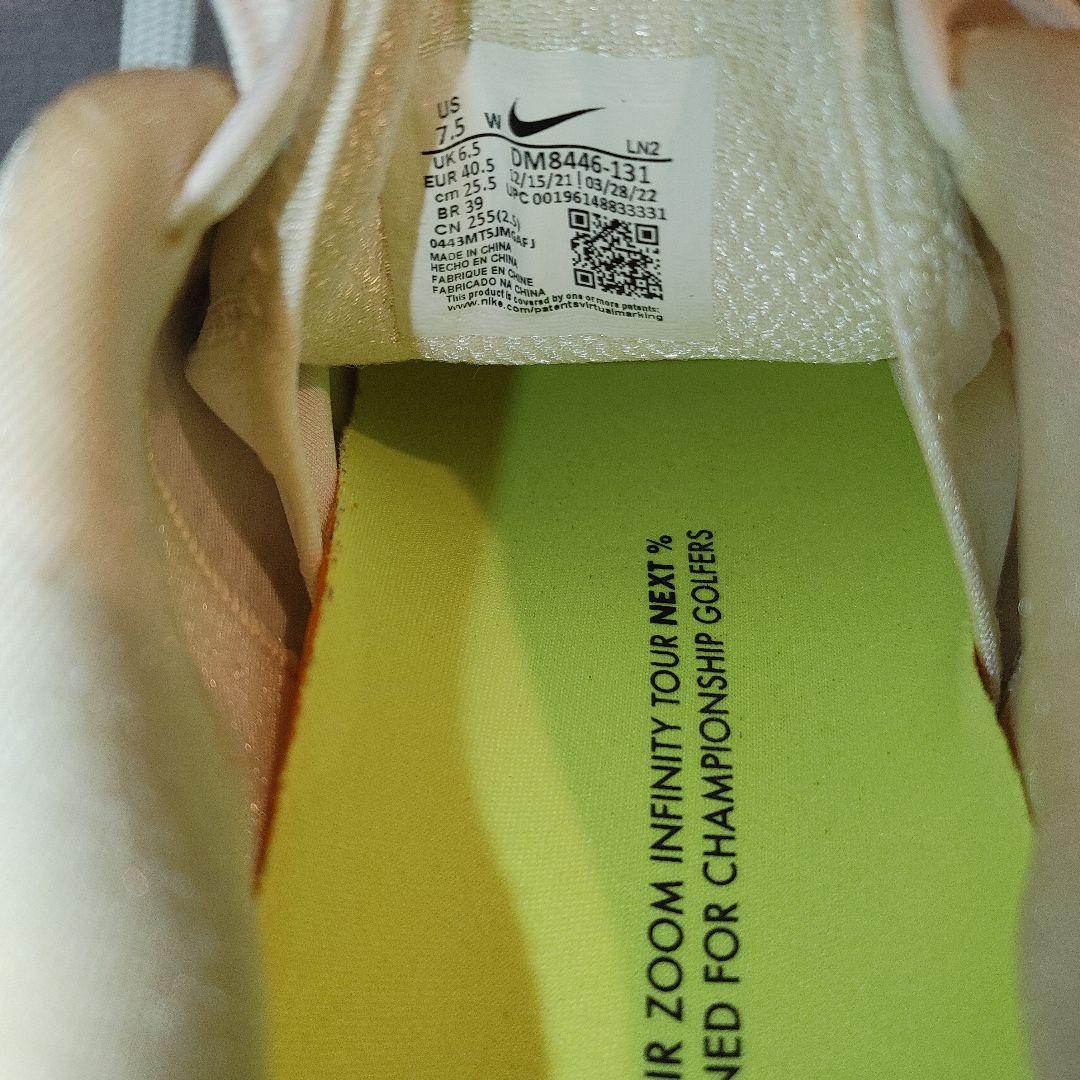 US
7.5 W
UK 6.5
EUR 40.5
cm 25.5
BR 39
CN 255(2.5)
LN2
DM8446-131
12/15/21 | 03/28/22
UPC 00196148833331
MADE IN CHINA
HECHO EN CHINA
FABRIQUE EN CHINE
FABRICADO NA CHINA
This product is covered by one or more patents:
www.nike.com/patentsvirtualmarking
IR ZOOM INFINITY TOUR NEXT %
NED FOR CHAMPIONSHIP GOLFERS